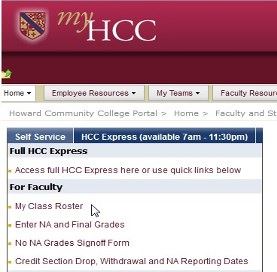 my HCC
Home Employee Resources My Teams Faculty Resour
Howard Community College Portal > Home > Faculty and St
Self Service HCC Express (available 7am - 11:30pm)
Full HCC Express
Access full HCC Express here or use quick links below
For Faculty
My Class Roster
Enter NA and Final Grades
No NA Grades Signoff Form
Credit Section Drop, Withdrawal and NA Reporting Dates